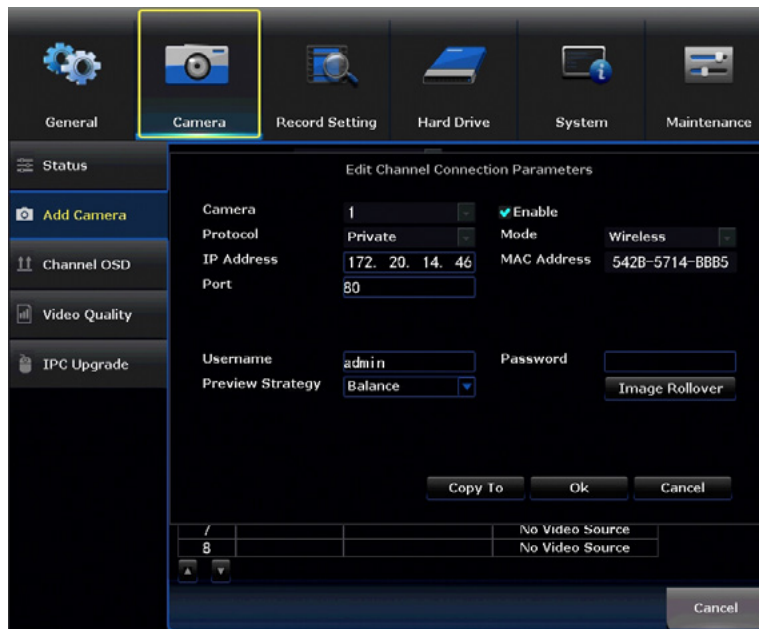 General Camera Record Setting Hard Drive System Maintenance
Status
Add Camera
Channel OSD
Video Quality
IPC Upgrade
Edit Channel Connection Parameters
Camera 1 Enable
Protocol Private Mode Wireless
IP Address 172. 20. 14. 46 MAC Address 542B-5714-BBB5
Port 80
Username admin Password
Preview Strategy Balance Image Rollover
Copy To Ok Cancel
7 No Video Source
8 No Video Source
Cancel